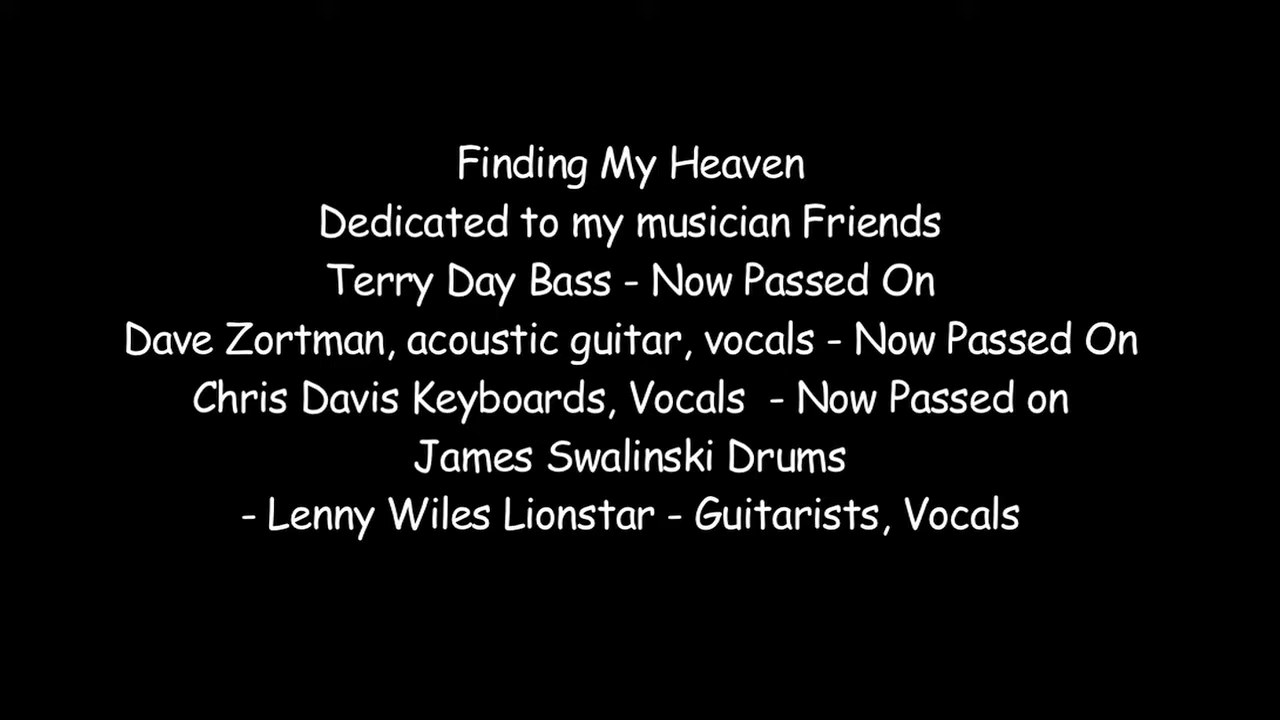 Finding My Heaven
Dedicated to my musician Friends
Terry Day Bass - Now Passed On
Dave Zortman, acoustic guitar, vocals - Now Passed On
Chris Davis Keyboards, Vocals  - Now Passed on
James Swalinski Drums
- Lenny Wiles Lionstar - Guitarists, Vocals